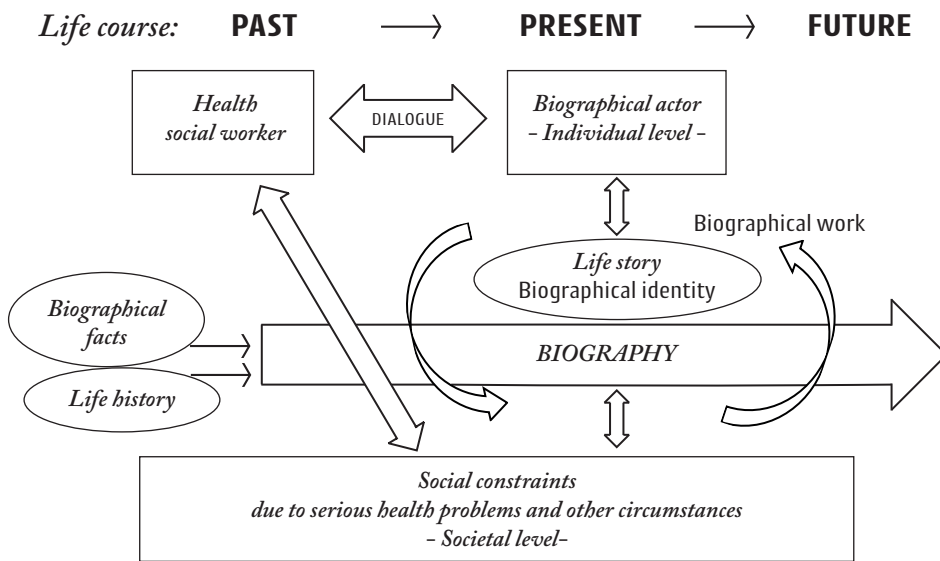 Life course: PAST → PRESENT → FUTURE
Health
social worker
DIALOGUE
Biographical actor
– Individual level –
Biographical work
Life story
Biographical identity
Biographical
facts
BIOGRAPHY
Life history
Social constraints
due to serious health problems and other circumstances
– Societal level–